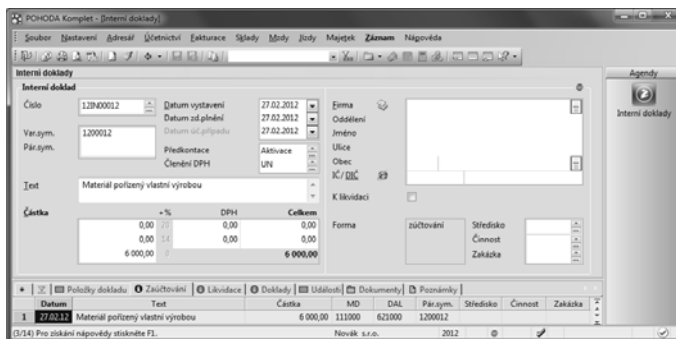 POHODA Komplet - [Interní doklady]
Soubor Nastavení Adresář Účetnictví Fakturace Sklady Mzdy Jízdy Majetek Záznam Nápověda
Interní doklady
Agendy
Interní doklad
Interní doklady
Číslo 12IN00012 Datum vystavení 27.02.2012 Firma
Datum zd.plnění 27.02.2012 Oddělení
Var.sym. 1200012 Datum úč.případu 27.02.2012 Jméno
Pár.sym. Předkontace Aktivace Ulice
Členění DPH UN Obec
IČ/DIČ
Text Materiál pořízený vlastní výrobou
K likvidaci
Částka +% DPH Celkem
0,00 20 0,00 0,00 Forma zúčtování Středisko
0,00 14 0,00 0,00 Činnost
6 000,00 0 6 000,00 Zakázka
Položky dokladu Zaúčtování Likvidace Doklady Události Dokumenty Poznámky
Datum Text Částka MD DAL Pár.sym. Středisko Činnost Zakázka
1 27.02.12 Materiál pořízený vlastní výrobou 6 000,00 111000 621000 1200012
(3/14) Pro získání nápovědy stiskněte F1. Novák s.r.o. 2012 @